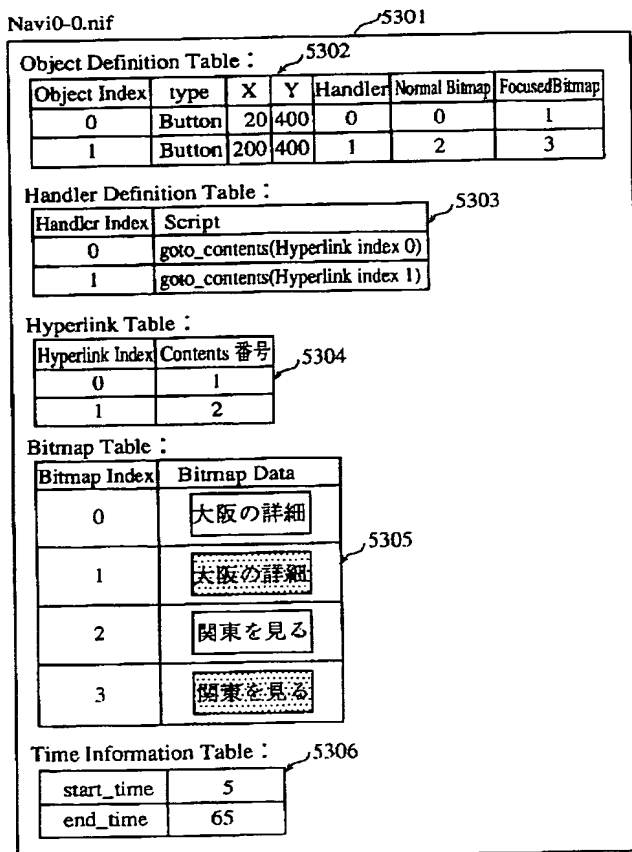 Navi0-0.nif
5301
Object Definition Table：
5302
Object Index type X Y Handler Normal Bitmap FocusedBitmap
0 Button 20 400 0 0 1
1 Button 200 400 1 2 3
Handler Definition Table：
5303
Handler Index Script
0 goto_contents(Hyperlink index 0)
1 goto_contents(Hyperlink index 1)
Hyperlink Table：
Hyperlink Index Contents 番号
5304
0 1
1 2
Bitmap Table：
Bitmap Index Bitmap Data
0 大阪の詳細
5305
1 大阪の詳細
2 関東を見る
3 関東を見る
Time Information Table：
5306
start_time 5
end_time 65